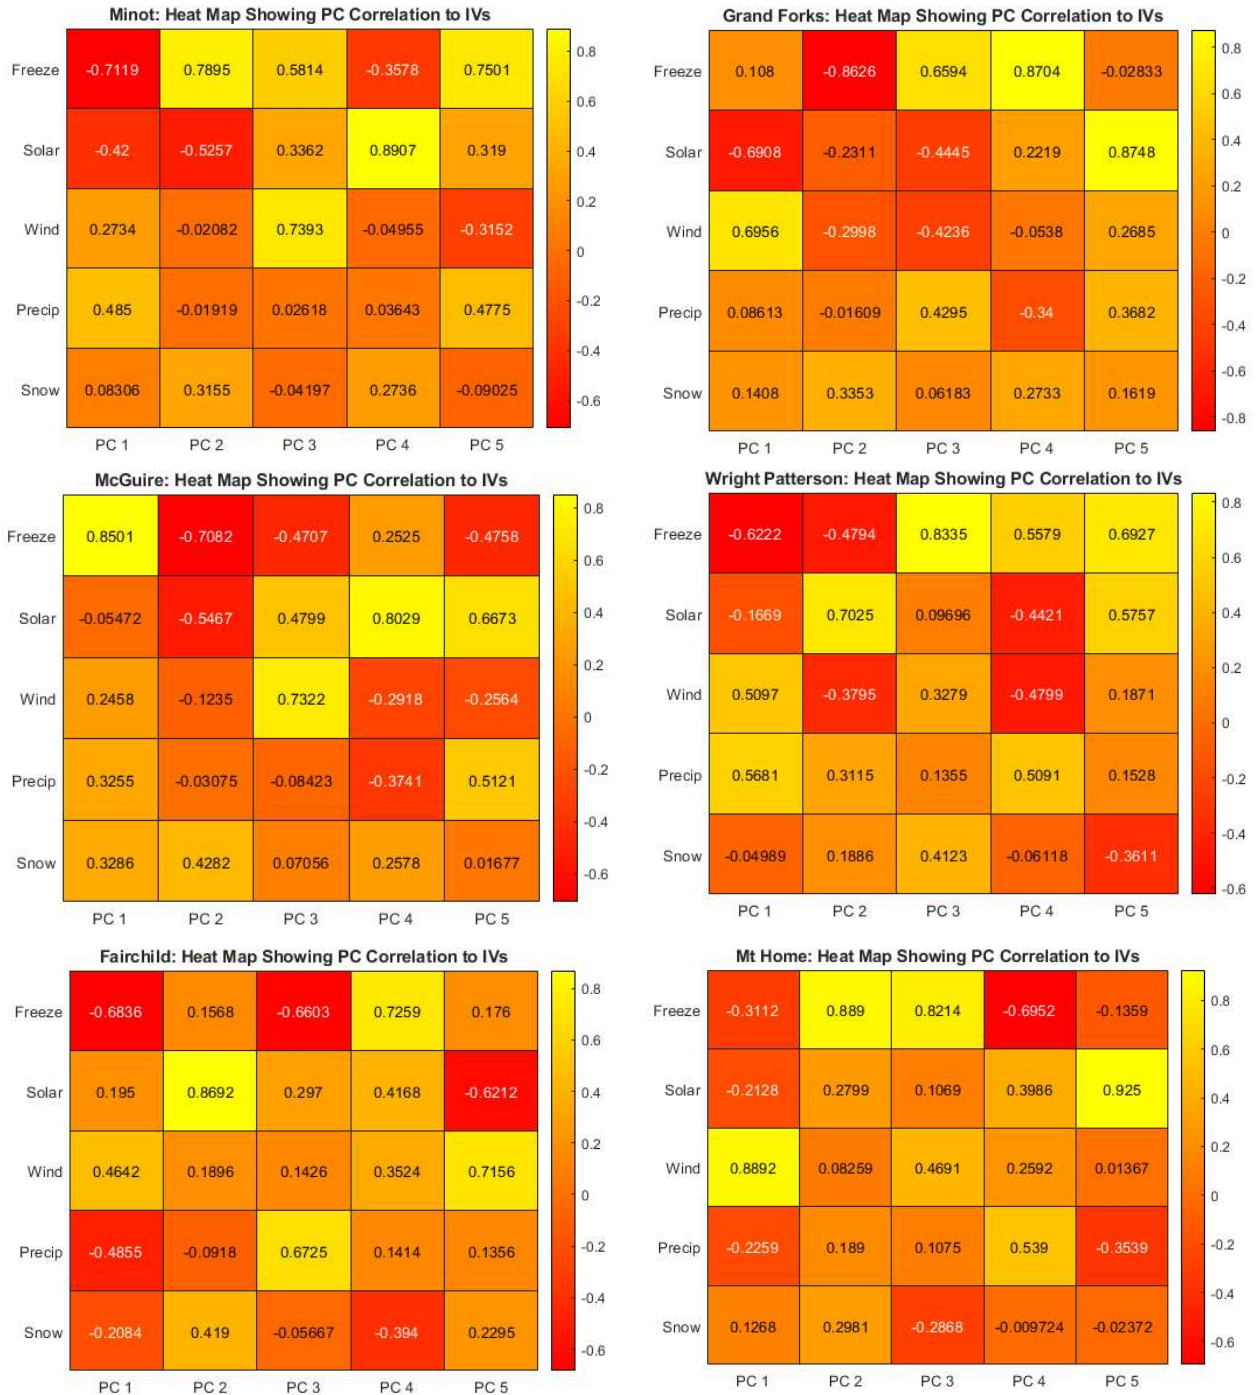 Minot: Heat Map Showing PC Correlation to IVs
Freeze -0.7119 0.7895 0.5814 -0.3578 0.7501
Solar -0.42 -0.5257 0.3362 0.8907 0.319
Wind 0.2734 -0.02082 0.7393 -0.04955 -0.3152
Precip 0.485 -0.01919 0.02618 0.03643 0.4775
Snow 0.08306 0.3155 -0.04197 0.2736 -0.09025
PC 1 PC 2 PC 3 PC 4 PC 5
0.8
0.6
0.4
0.2
0
-0.2
-0.4
-0.6
Grand Forks: Heat Map Showing PC Correlation to IVs
Freeze 0.108 -0.8626 0.6594 0.8704 -0.02833
Solar -0.6908 -0.2311 -0.4445 0.2219 0.8748
Wind 0.6956 -0.2998 -0.4236 -0.0538 0.2685
Precip 0.08613 -0.01609 0.4295 -0.34 0.3682
Snow 0.1408 0.3353 0.06183 0.2733 0.1619
PC 1 PC 2 PC 3 PC 4 PC 5
0.8
0.6
0.4
0.2
0
-0.2
-0.4
-0.6
-0.8
McGuire: Heat Map Showing PC Correlation to IVs
Freeze 0.8501 -0.7082 -0.4707 0.2525 -0.4758
Solar -0.05472 -0.5467 0.4799 0.8029 0.6673
Wind 0.2458 -0.1235 0.7322 -0.2918 -0.2564
Precip 0.3255 -0.03075 -0.08423 -0.3741 0.5121
Snow 0.3286 0.4282 0.07056 0.2578 0.01677
PC 1 PC 2 PC 3 PC 4 PC 5
0.8
0.6
0.4
0.2
0
-0.2
-0.4
-0.6
Wright Patterson: Heat Map Showing PC Correlation to IVs
Freeze -0.6222 -0.4794 0.8335 0.5579 0.6927
Solar -0.1669 0.7025 0.09696 -0.4421 0.5757
Wind 0.5097 -0.3795 0.3279 -0.4799 0.1871
Precip 0.5681 0.3115 0.1355 0.5091 0.1528
Snow -0.04989 0.1886 0.4123 -0.06118 -0.3611
PC 1 PC 2 PC 3 PC 4 PC 5
0.8
0.6
0.4
0.2
0
-0.2
-0.4
-0.6
Fairchild: Heat Map Showing PC Correlation to IVs
Freeze -0.6836 0.1568 -0.6603 0.7259 0.176
Solar 0.195 0.8692 0.297 0.4168 -0.6212
Wind 0.4642 0.1896 0.1426 0.3524 0.7156
Precip -0.4855 -0.0918 0.6725 0.1414 0.1356
Snow -0.2084 0.419 -0.05667 -0.394 0.2295
PC 1 PC 2 PC 3 PC 4 PC 5
0.8
0.6
0.4
0.2
0
-0.2
-0.4
-0.6
Mt Home: Heat Map Showing PC Correlation to IVs
Freeze -0.3112 0.889 0.8214 -0.6952 -0.1359
Solar -0.2128 0.2799 0.1069 0.3986 0.925
Wind 0.8892 0.08259 0.4691 0.2592 0.01367
Precip -0.2259 0.189 0.1075 0.539 -0.3539
Snow 0.1268 0.2981 -0.2868 -0.009724 -0.02372
PC 1 PC 2 PC 3 PC 4 PC 5
0.8
0.6
0.4
0.2
0
-0.2
-0.4
-0.6